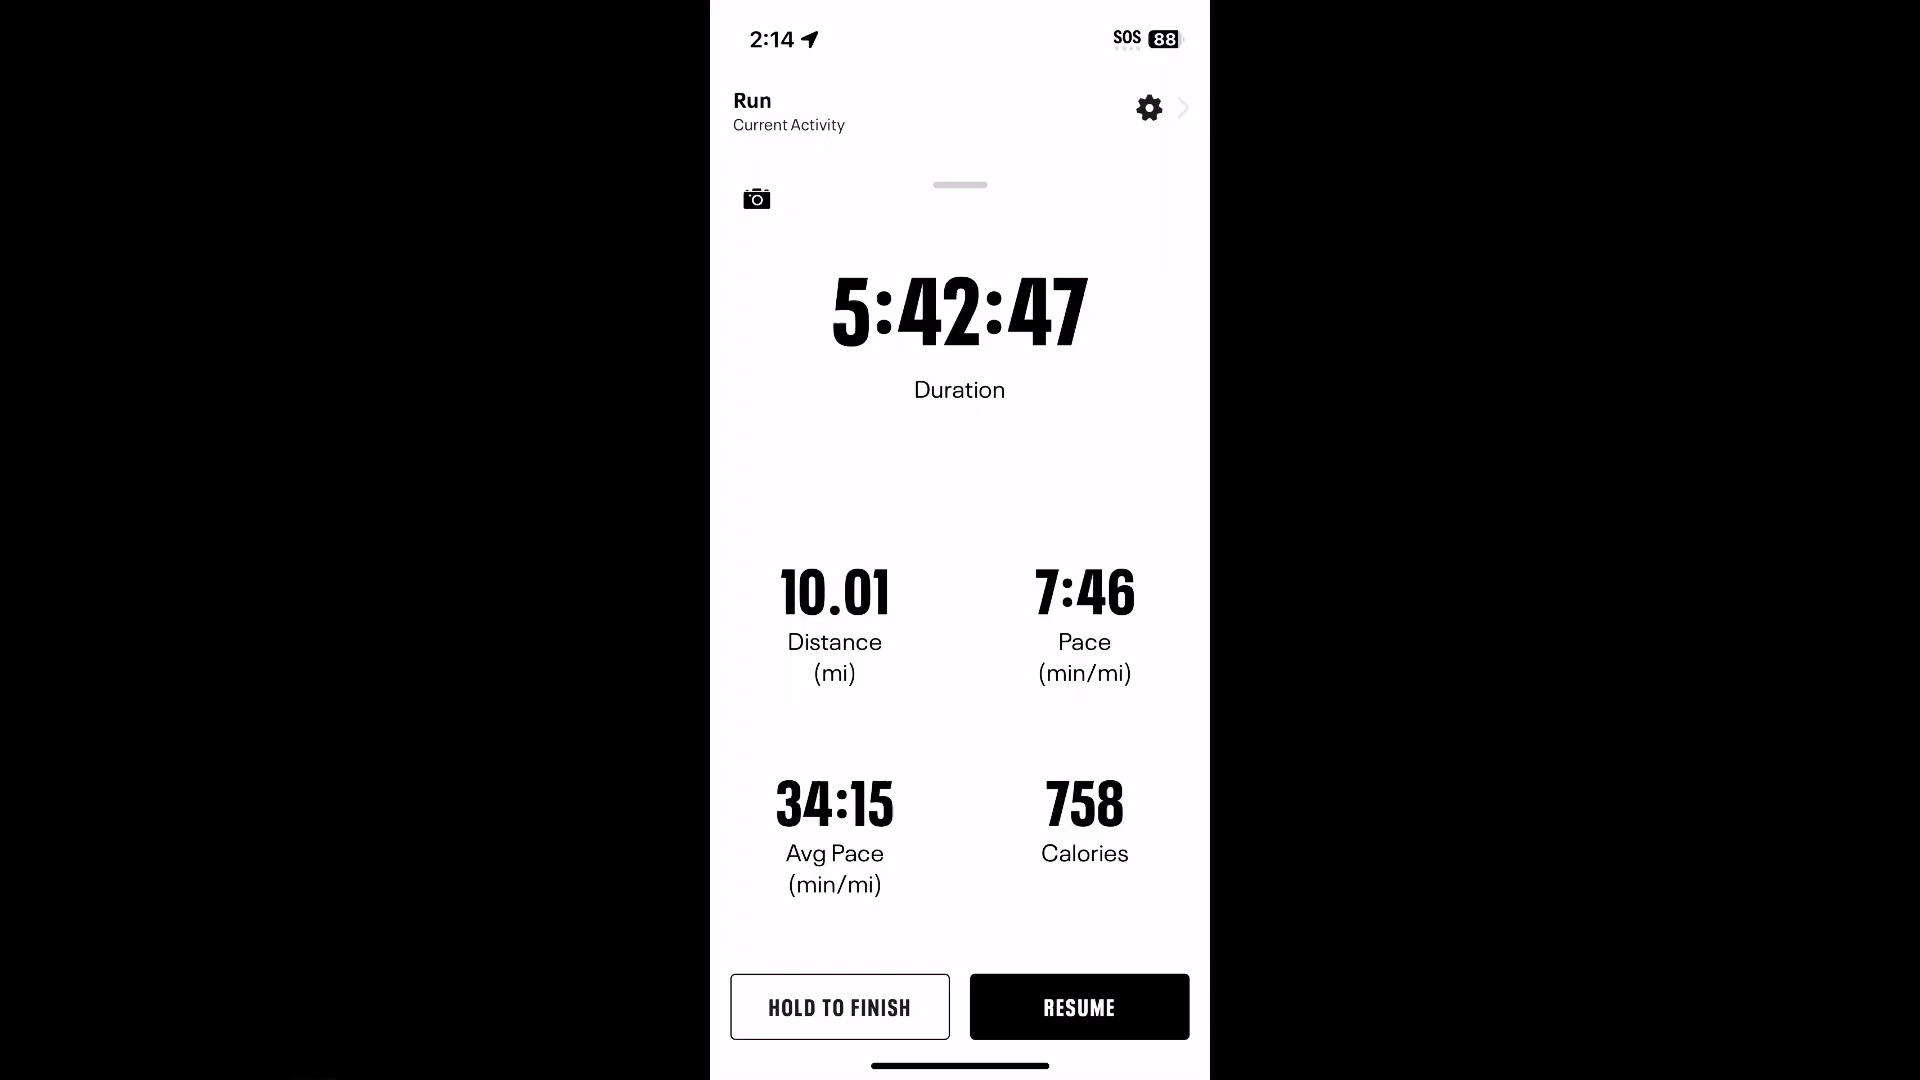 2:14
SOS 88
Run
Current Activity
5:42:47
Duration
10.01
Distance
(mi)
7:46
Pace
(min/mi)
34:15
Avg Pace
(min/mi)
758
Calories
HOLD TO FINISH
RESUME